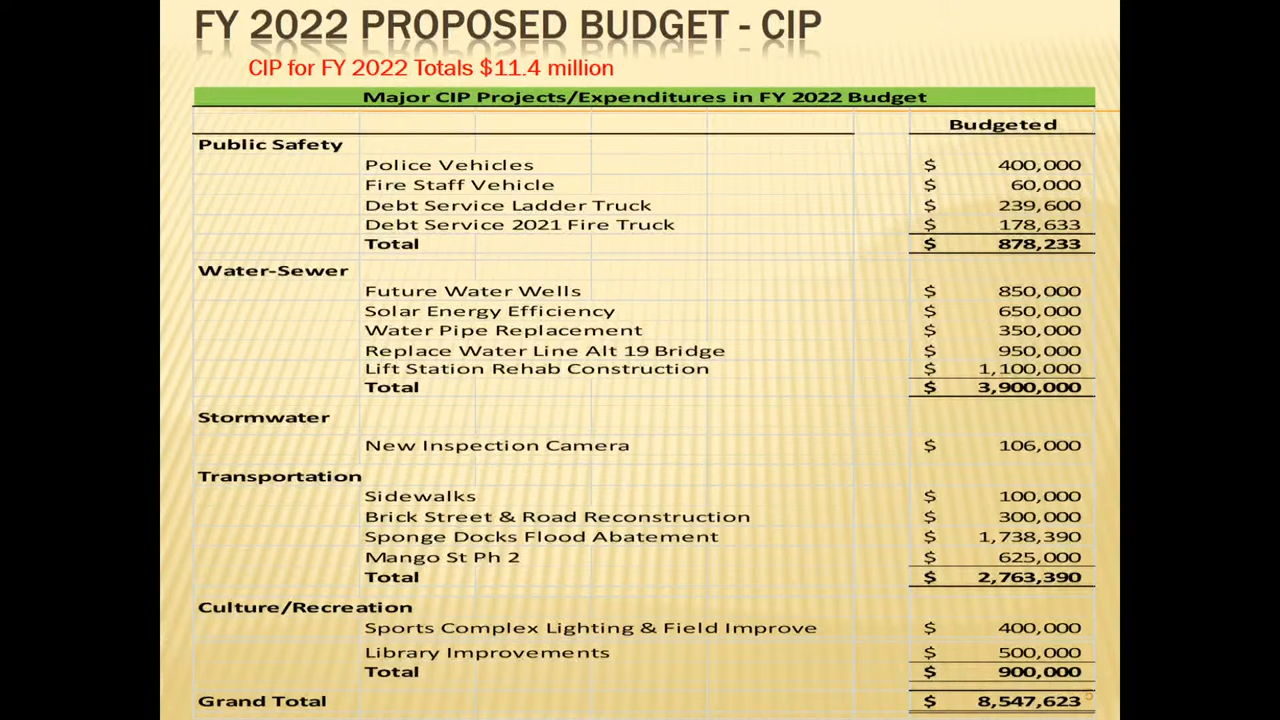 FY 2022 PROPOSED BUDGET - CIP
CIP for FY 2022 Totals $11.4 million
Major CIP Projects/Expenditures in FY 2022 Budget
Budgeted
Public Safety
Police Vehicles $ 400,000
Fire Staff Vehicle $ 60,000
Debt Service Ladder Truck $ 239,600
Debt Service 2021 Fire Truck $ 178,633
Total $ 878,233
Water-Sewer
Future Water Wells $ 850,000
Solar Energy Efficiency $ 650,000
Water Pipe Replacement $ 350,000
Replace Water Line Alt 19 Bridge $ 950,000
Lift Station Rehab Construction $ 1,100,000
Total $ 3,900,000
Stormwater
New Inspection Camera $ 106,000
Transportation
Sidewalks $ 100,000
Brick Street & Road Reconstruction $ 300,000
Sponge Docks Flood Abatement $ 1,738,390
Mango St Ph 2 $ 625,000
Total $ 2,763,390
Culture/Recreation
Sports Complex Lighting & Field Improve $ 400,000
Library Improvements $ 500,000
Total $ 900,000
Grand Total $ 8,547,623